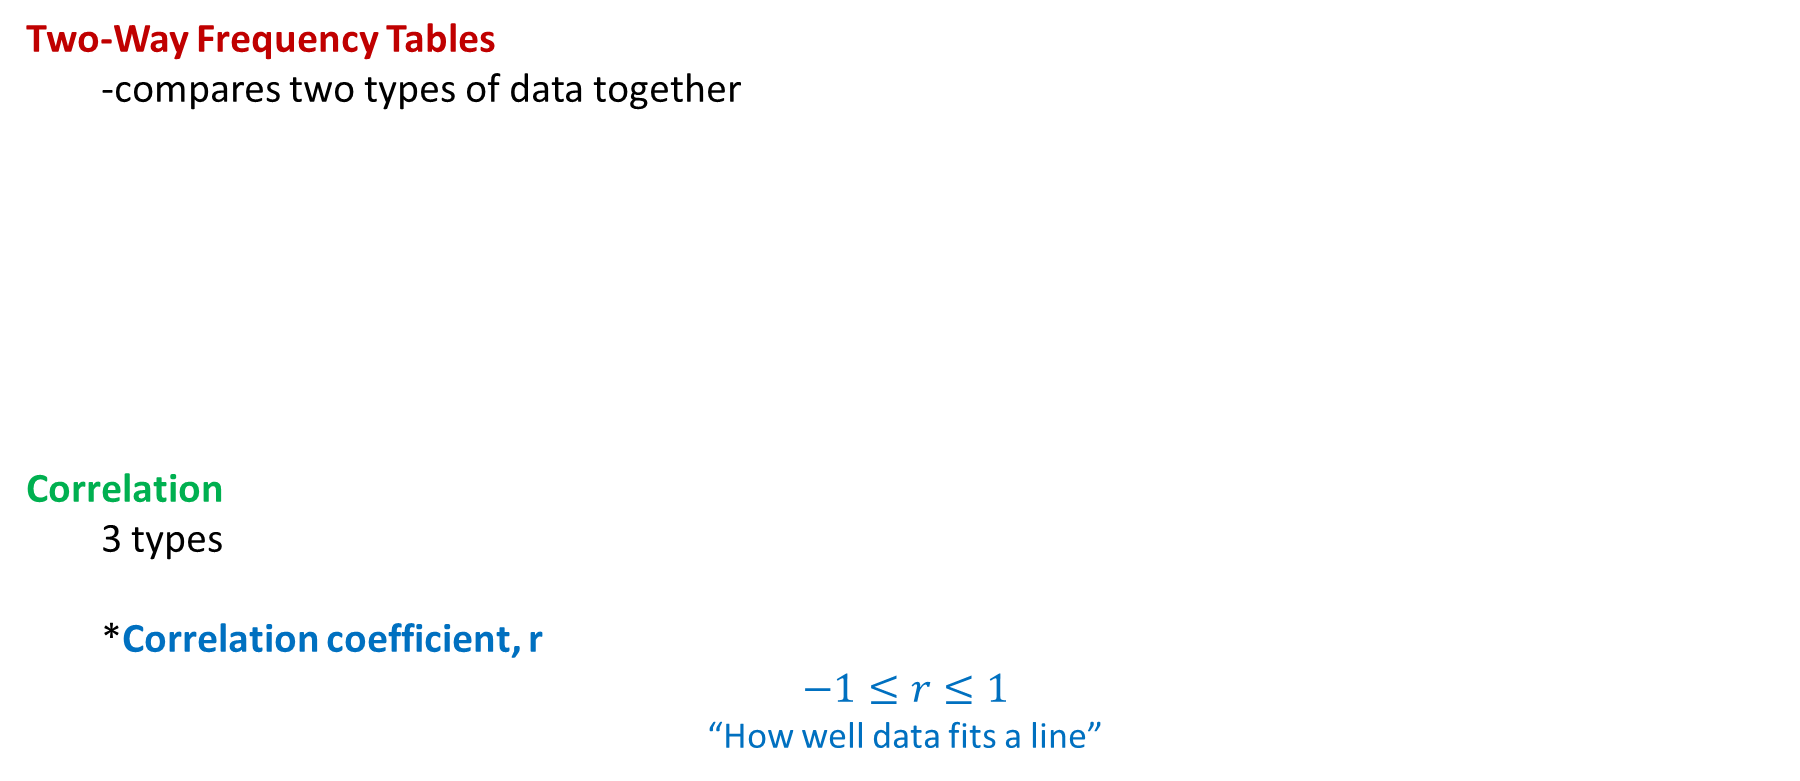 Two-Way Frequency Tables
-compares two types of data together
Correlation
3 types
*Correlation coefficient, r
−1 ≤ r ≤ 1
“How well data fits a line”